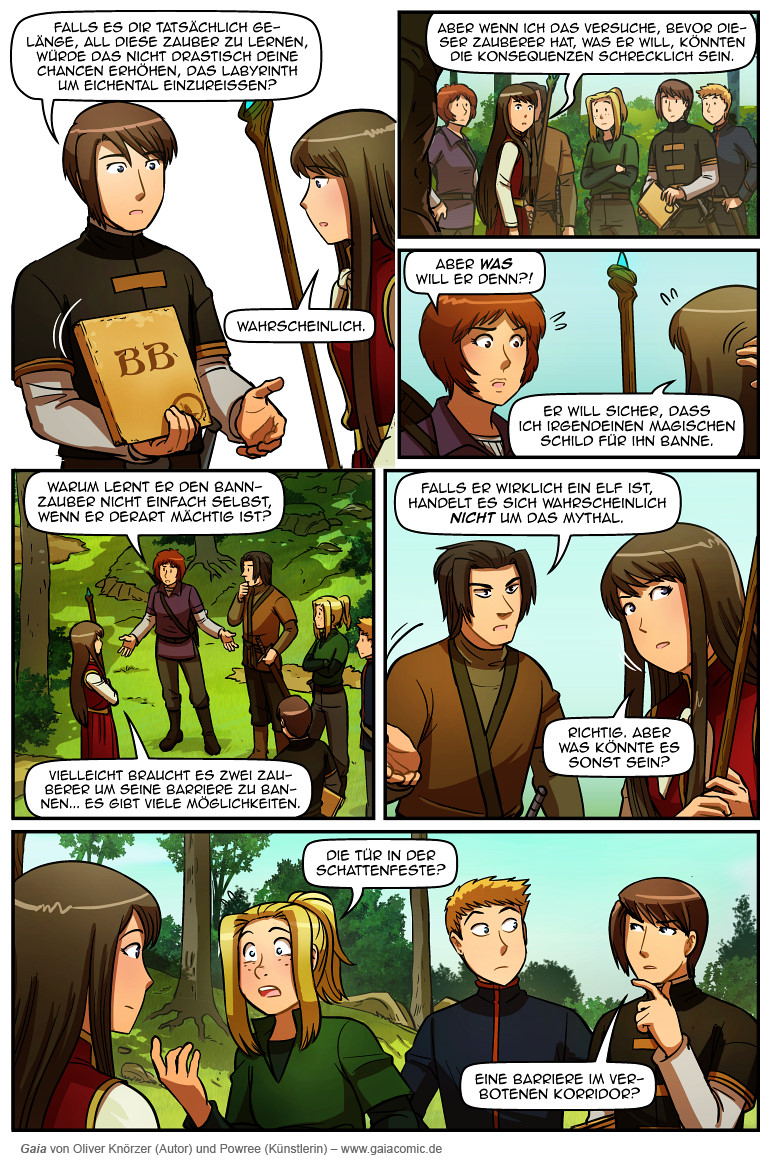 FALLS ES DIR TATSÄCHLICH GE-
LÄNGE, ALL DIESE ZAUBER ZU LERNEN,
WÜRDE DAS NICHT DRASTISCH DEINE
CHANCEN ERHÖHEN, DAS LABYRINTH
UM EICHENTAL EINZUREISSEN?
BB
WAHRSCHEINLICH.
ABER WENN ICH DAS VERSUCHE, BEVOR DIE-
SER ZAUBERER HAT, WAS ER WILL, KÖNNTEN
DIE KONSEQUENZEN SCHRECKLICH SEIN.
ABER WAS
WILL ER DENN?!
ER WILL SICHER, DASS
ICH IRGENDEINEN MAGISCHEN
SCHILD FÜR IHN BANNE.
WARUM LERNT ER DEN BANN-
ZAUBER NICHT EINFACH SELBST,
WENN ER DERART MÄCHTIG IST?
VIELLEICHT BRAUCHT ES ZWEI ZAU-
BERER UM SEINE BARRIERE ZU BAN-
NEN... ES GIBT VIELE MÖGLICHKEITEN.
FALLS ER WIRKLICH EIN ELF IST,
HANDELT ES SICH WAHRSCHEINLICH
NICHT UM DAS MYTHAL.
RICHTIG. ABER
WAS KÖNNTE ES
SONST SEIN?
DIE TÜR IN DER
SCHATTENFESTE?
EINE BARRIERE IM VER-
BOTENEN KORRIDOR?
Gaia von Oliver Knörzer (Autor) und Powree (Künstlerin) – www.gaiacomic.de